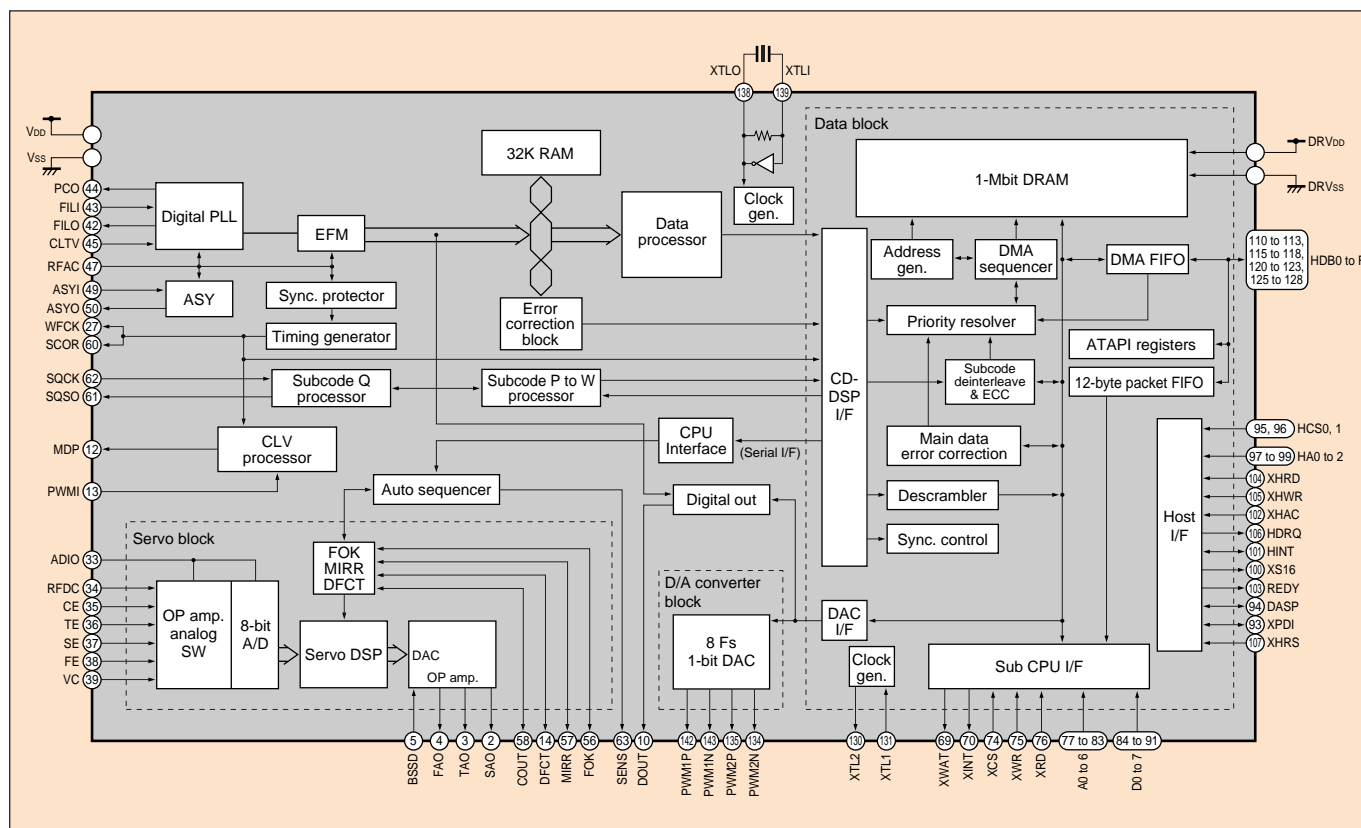 XTLO
XTLI
138
139
VDD
VSS
PCO 44
FILI 43
FILO 42
CLTV 45
RFAC 47
ASYI 49
ASYO 50
WFCK 27
SCOR 60
SQCK 62
SQSO 61
MDP 12
PWMI 13
ADIO 33
RFDC 34
CE 35
TE 36
SE 37
FE 38
VC 39
Digital PLL
ASY
EFM
Sync. protector
Timing generator
32K RAM
Error
correction
block
Data
processor
Clock
gen.
Subcode Q
processor
Subcode P to W
processor
CLV
processor
CPU
Interface
(Serial I/F)
Auto sequencer
Digital out
Servo block
OP amp.
analog
SW
8-bit
A/D
FOK
MIRR
DFCT
Servo DSP
DAC
OP amp.
D/A converter
block
8 Fs
1-bit DAC
DAC
I/F
Clock
gen.
Data block
1-Mbit DRAM
Address
gen.
DMA
sequencer
DMA FIFO
Priority resolver
ATAPI registers
Subcode
deinterleave
& ECC
12-byte packet FIFO
CD-
DSP
I/F
Main data
error correction
Descrambler
Sync. control
Host
I/F
Sub CPU I/F
DRVDD
DRVSS
110 to 113,
115 to 118,
120 to 123,
125 to 128
HDB0 to F
95, 96 HCS0, 1
97 to 99 HA0 to 2
104 XHRD
105 XHWR
102 XHAC
106 HDRQ
101 HINT
100 XS16
103 REDY
94 DASP
93 XPDI
107 XHRS
5 BSSD
4 FAO
3 TAO
2 SAO
58 COUT
14 DFCT
57 MIRR
56 FOK
63 SENS
10 DOUT
142 PWM1P
143 PWM1N
135 PWM2P
134 PWM2N
130 XTL2
131 XTL1
69 XWAT
70 XINT
74 XCS
75 XWR
76 XRD
77 to 83 A0 to 6
84 to 91 D0 to 7